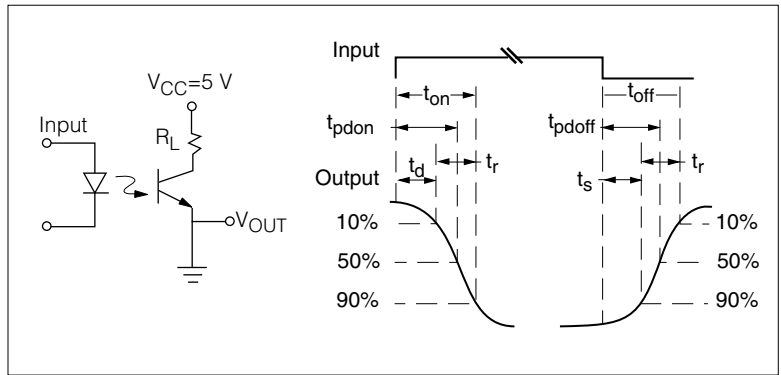 VCC=5 V
RL
Input
VOUT
Input
ton
toff
tpdon
tpdoff
td
tr
ts
tr
Output
10%
50%
90%
10%
50%
90%